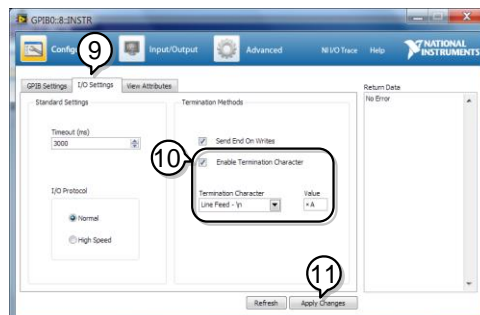 GPIB0::8::INSTR
9
Input/Output
Advanced
NI I/O Trace
Help
NATIONAL
INSTRUMENTS
GPIB Settings
I/O Settings
View Attributes
Return Data
No Error
Standard Settings
Termination Methods
Timeout (ms)
3000
Send End On Writes
10
Enable Termination Character
Termination Character
Value
Line Feed - \n
I/O Protocol
Normal
High Speed
11
Refresh
Apply Changes